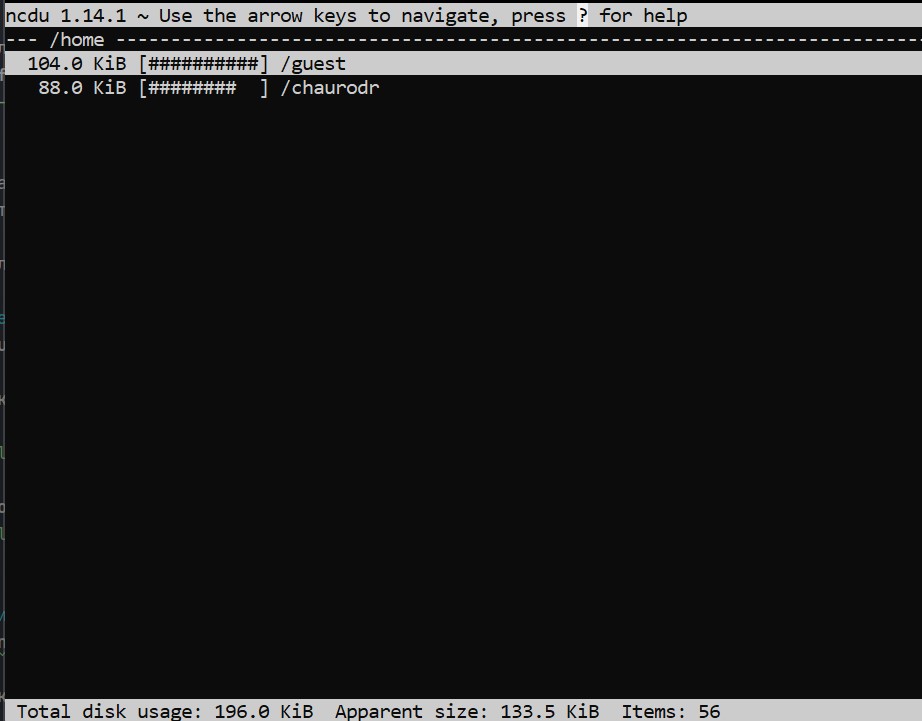 ncdu 1.14.1 ~ Use the arrow keys to navigate, press ? for help
--- /home ---------------------------------------------------------------------------
  104.0 KiB [##########] /guest
   88.0 KiB [########  ] /chaurodr
 Total disk usage: 196.0 KiB  Apparent size: 133.5 KiB  Items: 56